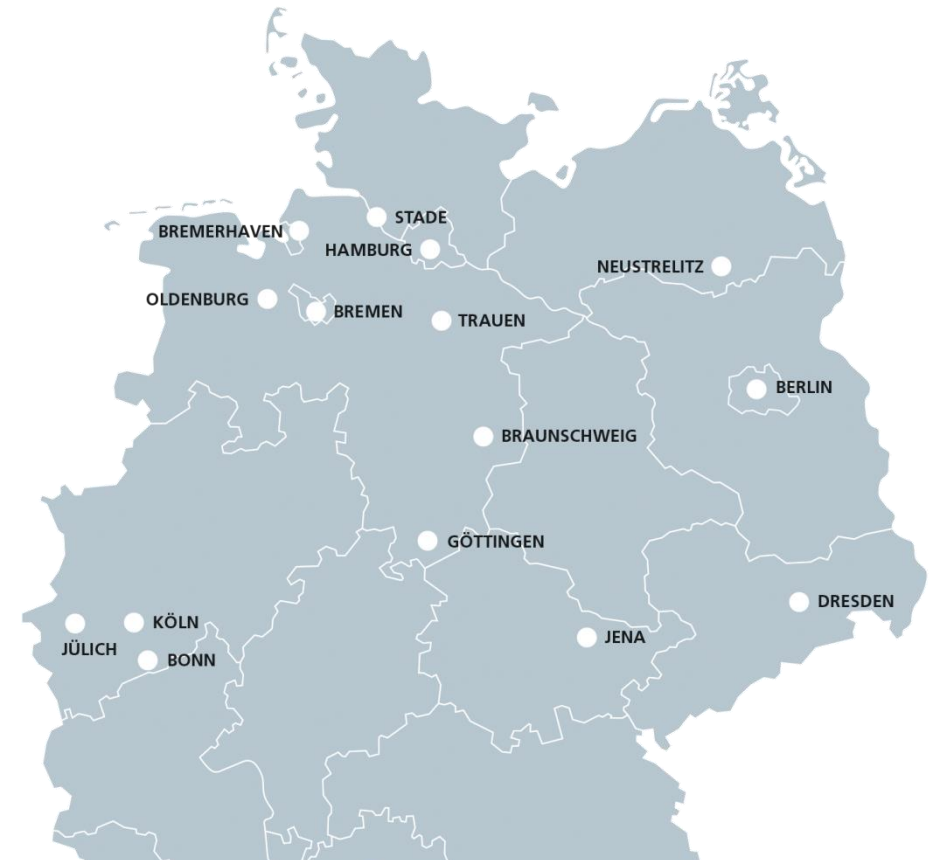 STADE
BREMERHAVEN
HAMBURG
NEUSTRELITZ
OLDENBURG
BREMEN
TRAUEN
BERLIN
BRAUNSCHWEIG
GÖTTINGEN
DRESDEN
KÖLN
JENA
JÜLICH
BONN